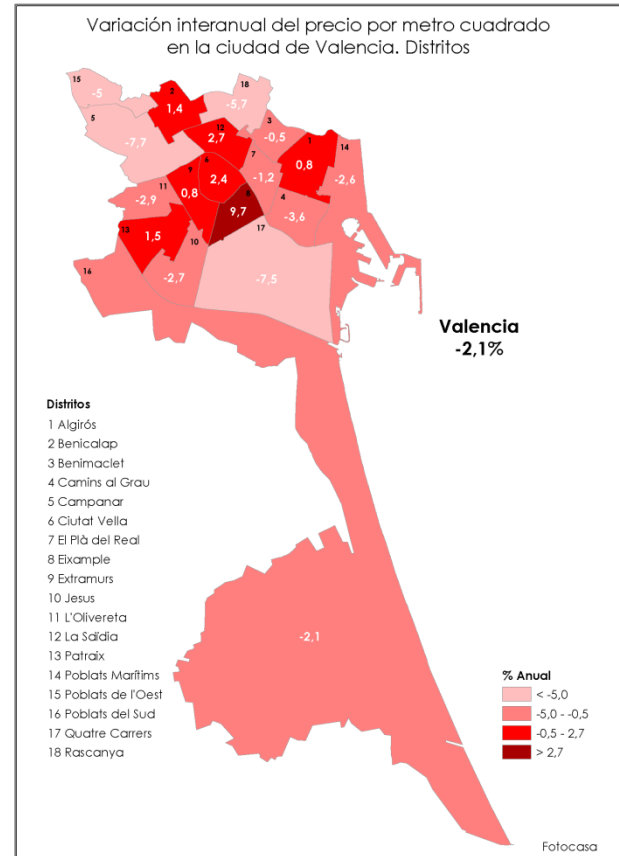 Variación interanual del precio por metro cuadrado
en la ciudad de Valencia. Distritos
15
-5
2
1,4
18
-5,7
5
-7,7
12
2,7
3
-0,5
1
0,8
14
-2,6
7
-1,2
9
0,8
6
2,4
11
-2,9
8
9,7
4
-3,6
13
1,5
10
-2,7
17
-7,5
16
Valencia
-2,1%
Distritos
1 Algirós
2 Benicalap
3 Benimaclet
4 Camins al Grau
5 Campanar
6 Ciutat Vella
7 El Plà del Real
8 Eixample
9 Extramurs
10 Jesus
11 L'Olivereta
12 La Saïdia
13 Patraix
14 Poblats Marítims
15 Poblats de l'Oest
16 Poblats del Sud
17 Quatre Carrers
18 Rascanya
-2,1
% Anual
< -5,0
-5,0 - -0,5
-0,5 - 2,7
> 2,7
Fotocasa